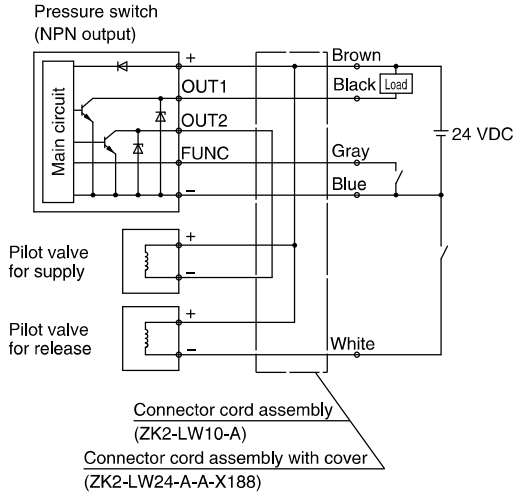 Pressure switch
(NPN output)
Main circuit
+
OUT1
OUT2
FUNC
−
Brown
Black
Load
24 VDC
Gray
Blue
Pilot valve
for supply
+
−
Pilot valve
for release
+
−
White
Connector cord assembly
(ZK2-LW10-A)
Connector cord assembly with cover
(ZK2-LW24-A-A-X188)